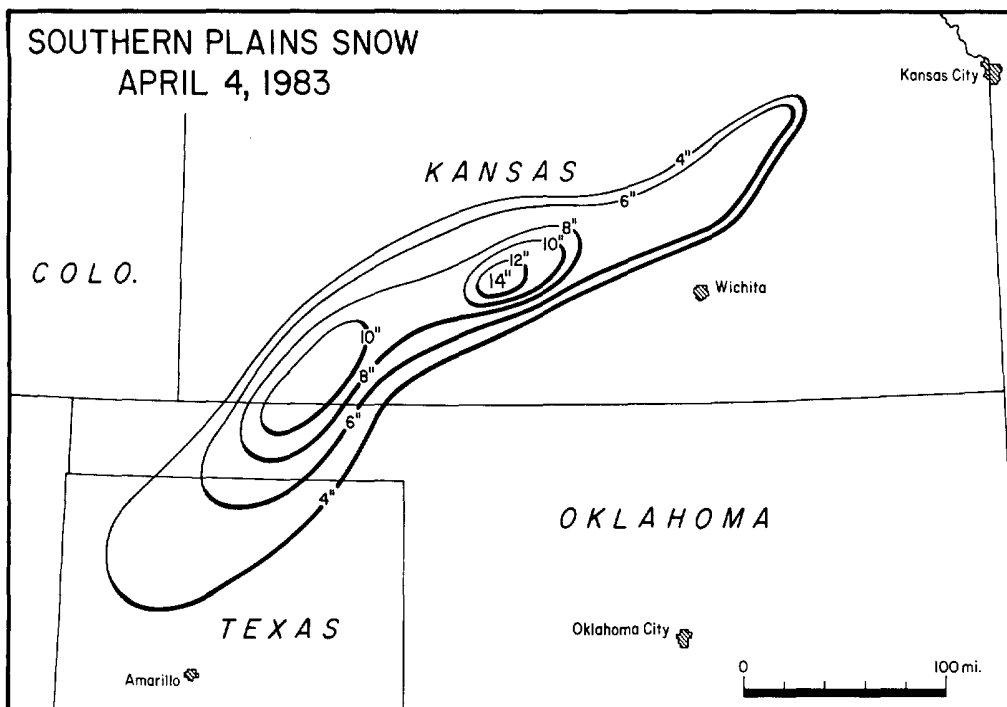 SOUTHERN PLAINS SNOW
APRIL 4, 1983
Kansas City
KANSAS
4"
6"
8"
10"
12"
14"
COLO.
Wichita
10"
8"
6"
4"
OKLAHOMA
TEXAS
Oklahoma City
Amarillo
0 100 mi.